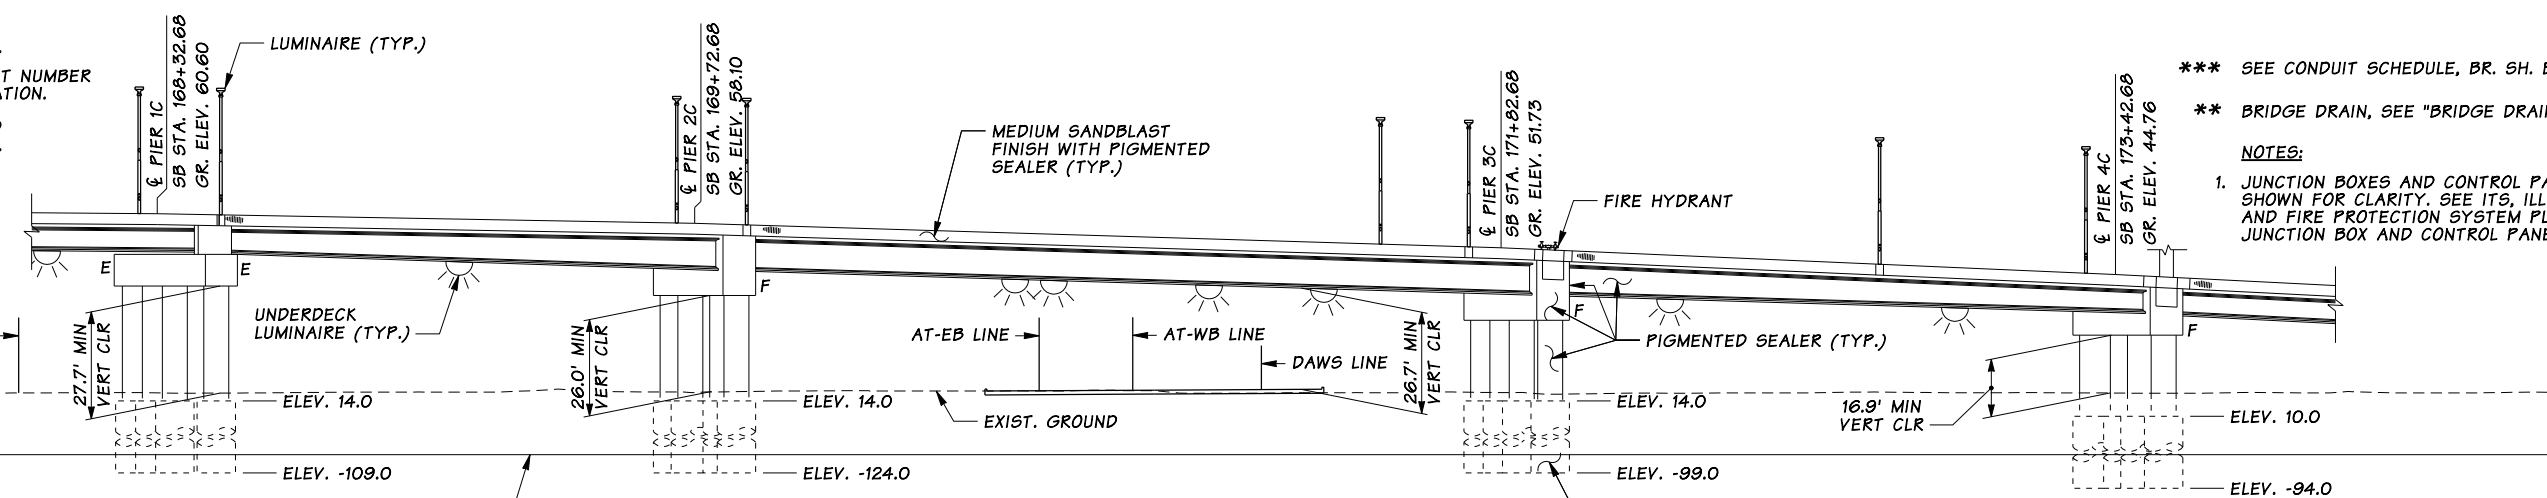 T NUMBER
ATION.
℄ PIER 1C
SB STA. 168+32.68
GR. ELEV. 60.60
LUMINAIRE (TYP.)
℄ PIER 2C
SB STA. 169+72.68
GR. ELEV. 58.10
MEDIUM SANDBLAST
FINISH WITH PIGMENTED
SEALER (TYP.)
℄ PIER 3C
SB STA. 171+82.68
GR. ELEV. 51.73
FIRE HYDRANT
℄ PIER 4C
SB STA. 173+42.68
GR. ELEV. 44.76
*** SEE CONDUIT SCHEDULE, BR. SH.
** BRIDGE DRAIN, SEE "BRIDGE DRAI
NOTES:
1. JUNCTION BOXES AND CONTROL PA
SHOWN FOR CLARITY. SEE ITS, ILL
AND FIRE PROTECTION SYSTEM PL
JUNCTION BOX AND CONTROL PANE
E
E
F
F
F
UNDERDECK
LUMINAIRE (TYP.)
27.7' MIN
VERT CLR
26.0' MIN
VERT CLR
AT-EB LINE
AT-WB LINE
DAWS LINE
26.7' MIN
VERT CLR
PIGMENTED SEALER (TYP.)
16.9' MIN
VERT CLR
ELEV. 14.0
ELEV. 14.0
EXIST. GROUND
ELEV. 14.0
ELEV. 10.0
ELEV. -109.0
ELEV. -124.0
ELEV. -99.0
ELEV. -94.0